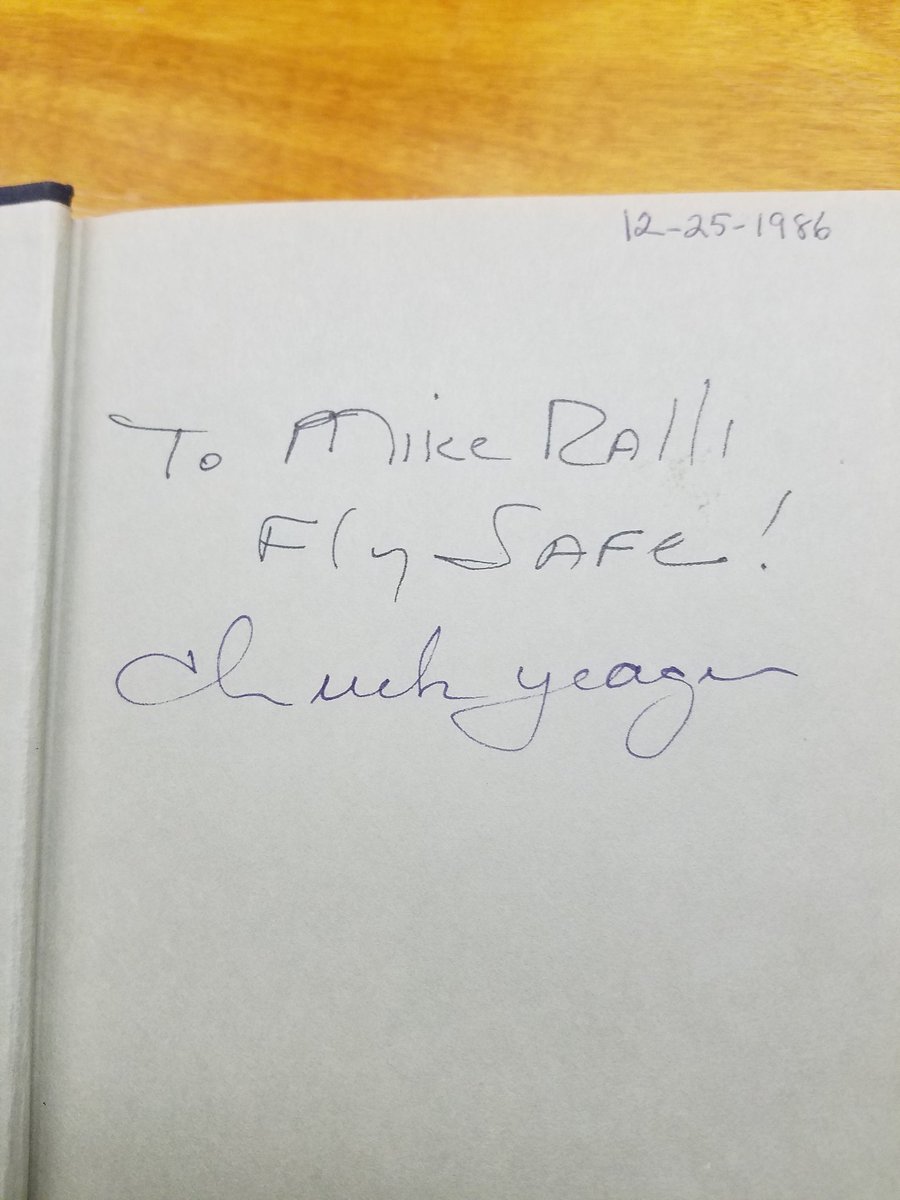 12-25-1986
To Mike Ralli
Fly Safe!
Chuck Yeager